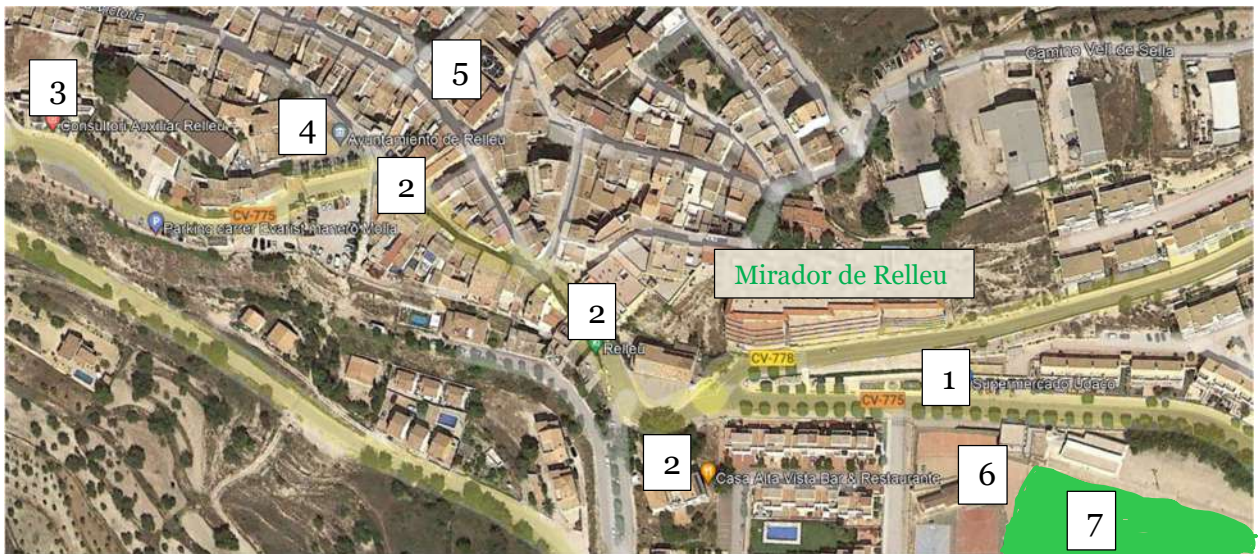 Victoria
Camino Vell de Sella
5
3
Consultori Auxiliar Relleu
4
Ayuntamiento de Relleu
2
CV-775
Parking carrer Evarist manero Mollà
Mirador de Relleu
2
Relleu
CV-778
1
Supermercado Udaco
CV-775
2
Casa Alta Vista Bar & Restaurante
6
7